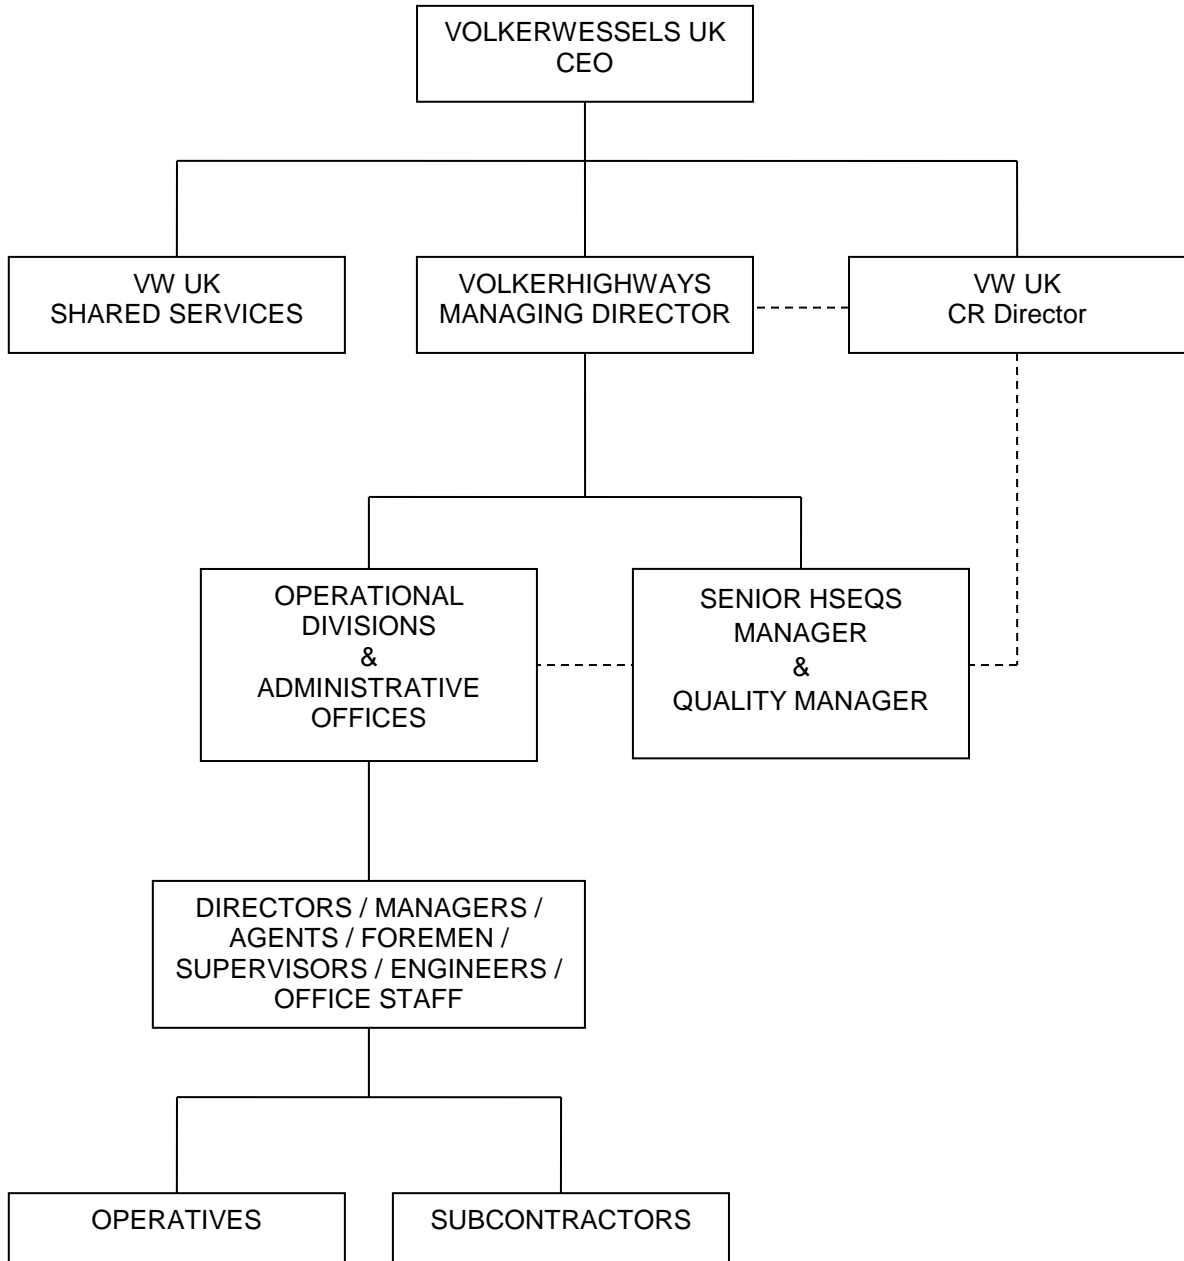 VOLKERWESSELS UK
CEO
VW UK
SHARED SERVICES
VOLKERHIGHWAYS
MANAGING DIRECTOR
VW UK
CR Director
OPERATIONAL
DIVISIONS
&
ADMINISTRATIVE
OFFICES
SENIOR HSEQS
MANAGER
&
QUALITY MANAGER
DIRECTORS / MANAGERS /
AGENTS / FOREMEN /
SUPERVISORS / ENGINEERS /
OFFICE STAFF
OPERATIVES
SUBCONTRACTORS